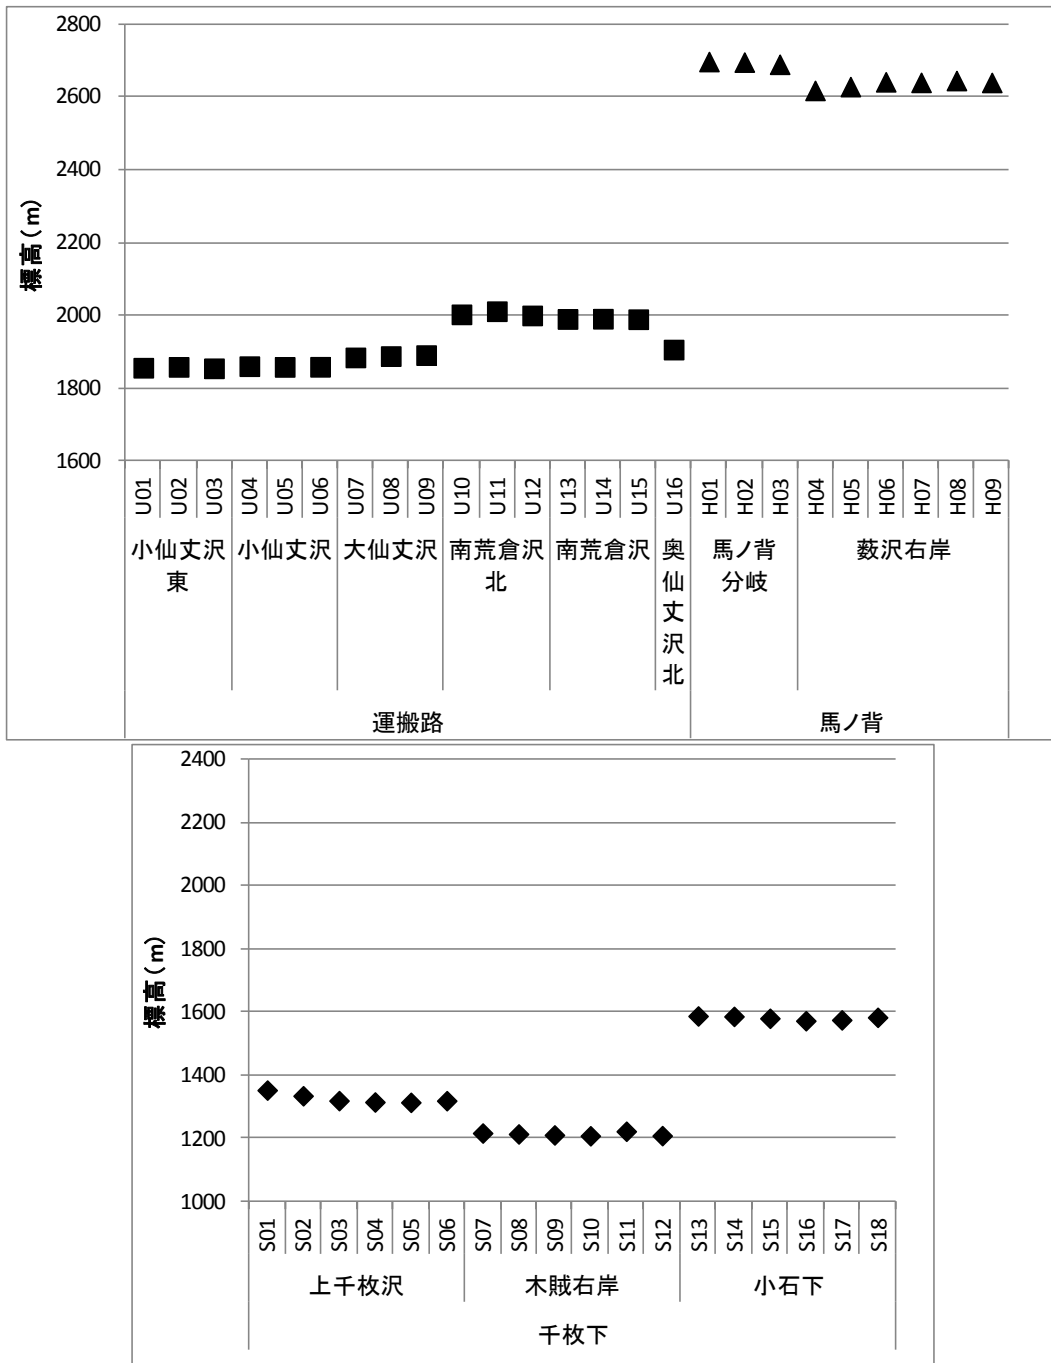 2800
2600
2400
2200
2000
1800
1600
標高(m)
U01 U02 U03 U04 U05 U06 U07 U08 U09 U10 U11 U12 U13 U14 U15 U16 H01 H02 H03 H04 H05 H06 H07 H08 H09
小仙丈沢東 小仙丈沢 大仙丈沢 南荒倉沢北 南荒倉沢 奥仙丈沢北 馬ノ背分岐 薮沢右岸
運搬路 馬ノ背
2400
2200
2000
1800
1600
1400
1200
1000
標高(m)
S01 S02 S03 S04 S05 S06 S07 S08 S09 S10 S11 S12 S13 S14 S15 S16 S17 S18
上千枚沢 木賊右岸 小石下
千枚下